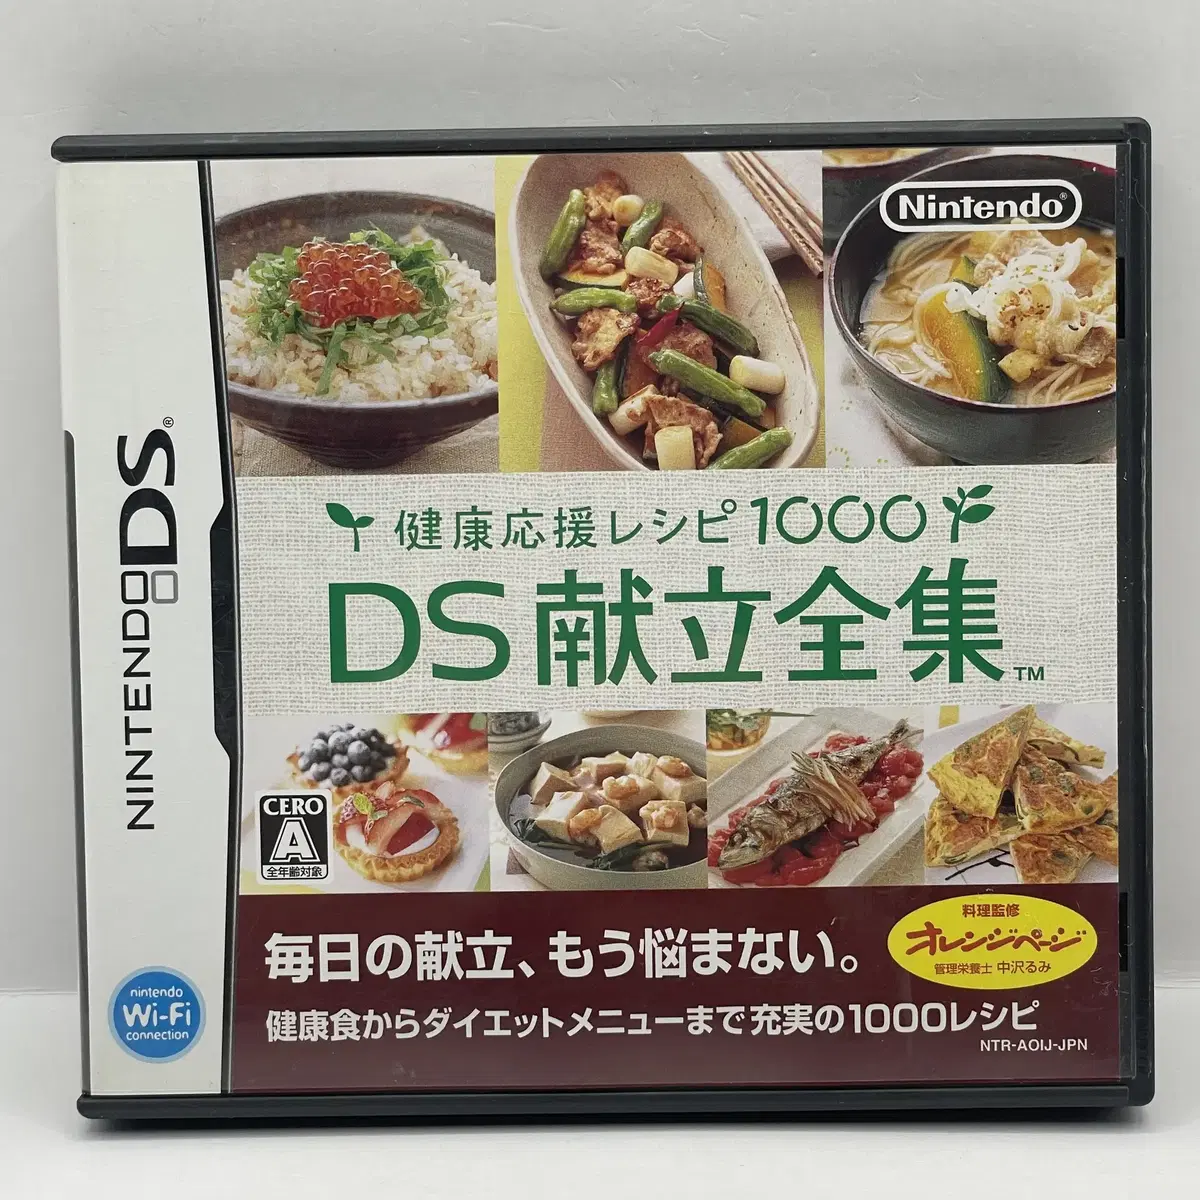 Nintendo®
NINTENDO DS®
健康応援レシピ1000
DS 献立全集™
CERO
A
全年齢対象
料理監修
オレンジページ
管理栄養士 中沢るみ
毎日の献立、もう悩まない。
健康食からダイエットメニューまで充実の1000レシピ
NTR-AOIJ-JPN
nintendo
Wi-Fi
connection